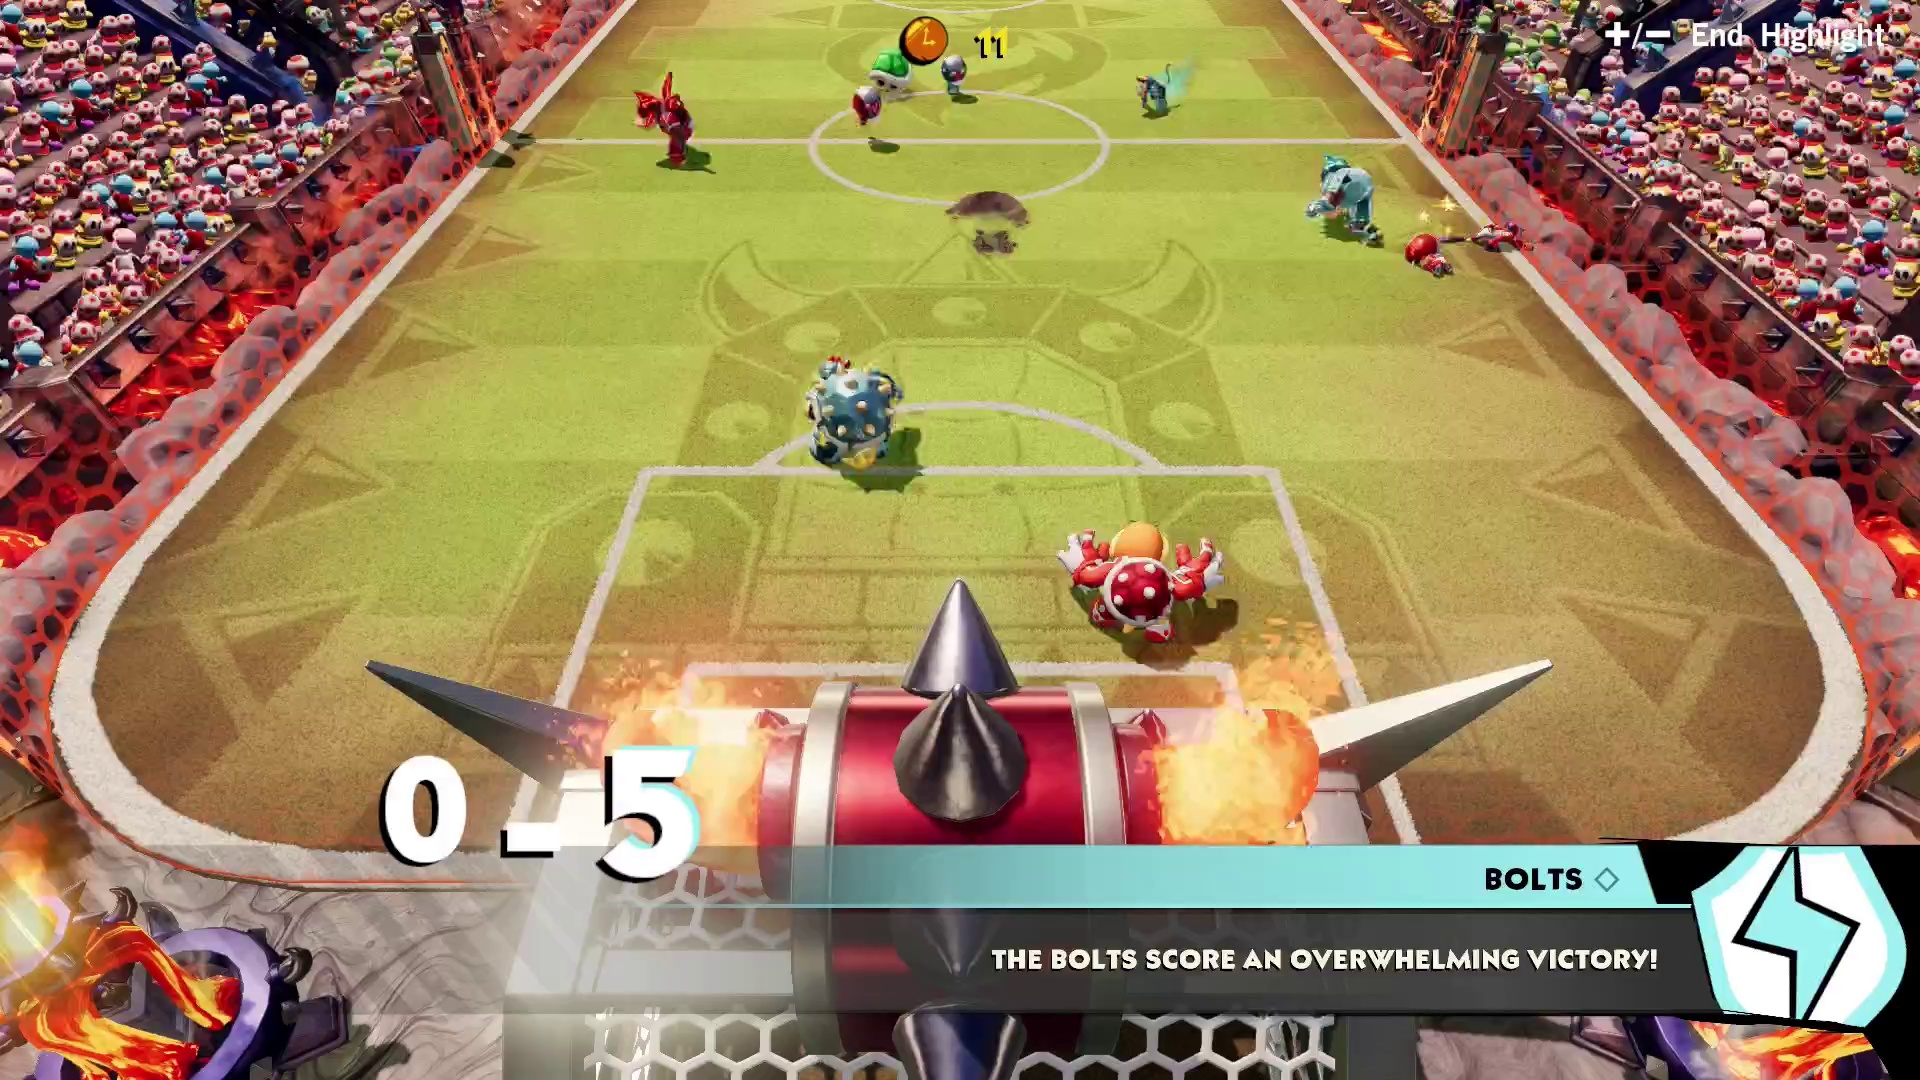 +/− End Highlight
11
0 - 5
BOLTS
THE BOLTS SCORE AN OVERWHELMING VICTORY!